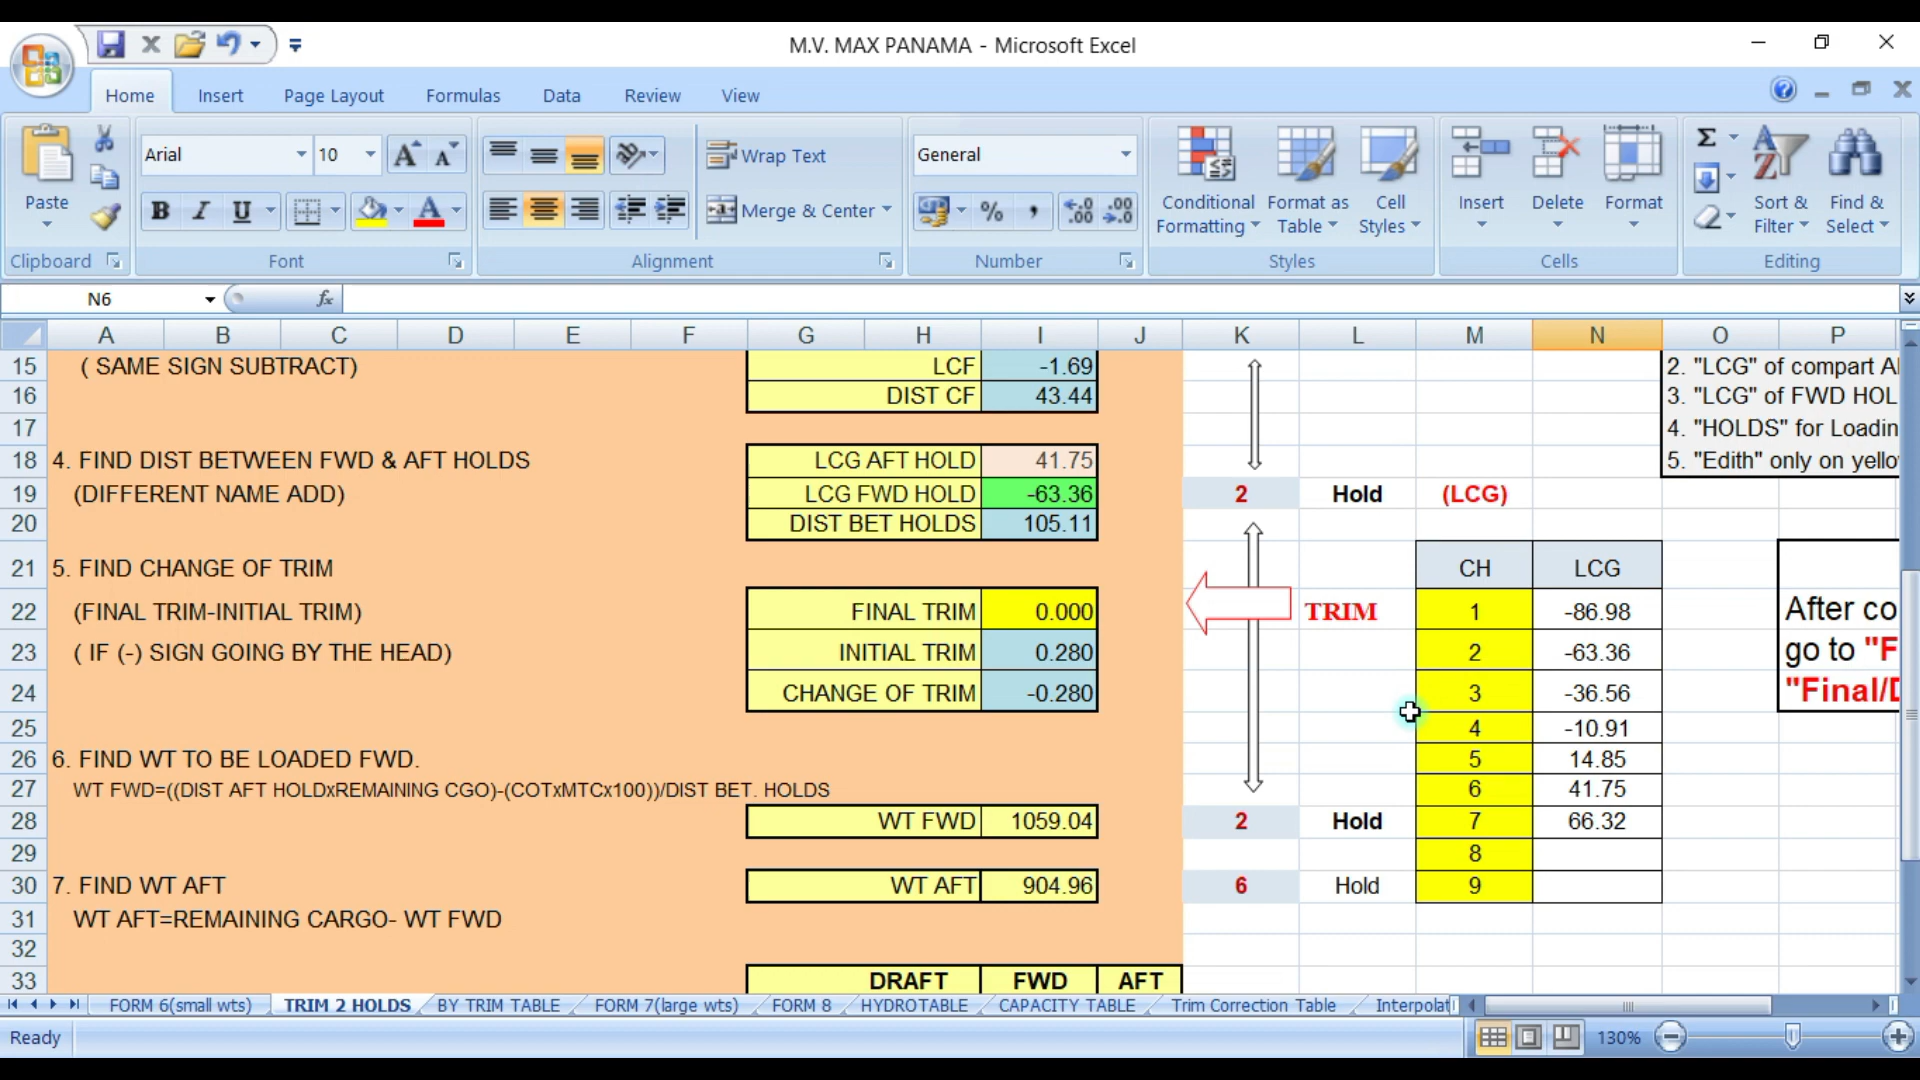 M.V. MAX PANAMA - Microsoft Excel
Home Insert Page Layout Formulas Data Review View
Paste
Clipboard
Arial 10
B I U
Font
Wrap Text
Merge & Center
Alignment
General
Number
Conditional Formatting
Format as Table
Cell Styles
Styles
Insert
Delete
Format
Cells
Sort & Filter
Find & Select
Editing
N6 fx
A B C D E F G H I J K L M N O P
15 ( SAME SIGN SUBTRACT) LCF -1.69 2. "LCG" of compart
16 DIST CF 43.44 3. "LCG" of FWD HOL
17 4. "HOLDS" for Loadin
18 4. FIND DIST BETWEEN FWD & AFT HOLDS LCG AFT HOLD 41.75 5. "Edith" only on yello
19 (DIFFERENT NAME ADD) LCG FWD HOLD -63.36 2 Hold (LCG)
20 DIST BET HOLDS 105.11
21 5. FIND CHANGE OF TRIM CH LCG
22 (FINAL TRIM-INITIAL TRIM) FINAL TRIM 0.000 TRIM 1 -86.98 After co
23 ( IF (-) SIGN GOING BY THE HEAD) INITIAL TRIM 0.280 2 -63.36 go to "F
24 CHANGE OF TRIM -0.280 3 -36.56 "Final/D
25 4 -10.91
26 6. FIND WT TO BE LOADED FWD. 5 14.85
27 WT FWD=((DIST AFT HOLDxREMAINING CGO)-(COTxMTCx100))/DIST BET. HOLDS 6 41.75
28 WT FWD 1059.04 2 Hold 7 66.32
29 8
30 7. FIND WT AFT WT AFT 904.96 6 Hold 9
31 WT AFT=REMAINING CARGO- WT FWD
32
33 DRAFT FWD AFT
FORM 6(small wts) TRIM 2 HOLDS BY TRIM TABLE FORM 7(large wts) FORM 8 HYDROTABLE CAPACITY TABLE Trim Correction Table Interpolat
Ready 130%